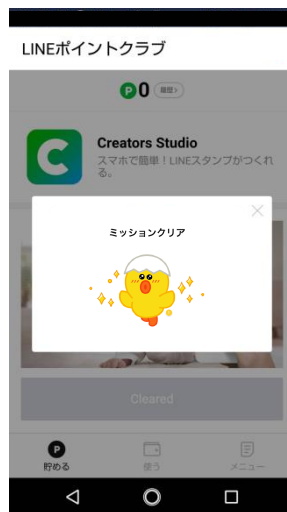 LINEポイントクラブ
P 0 履歴>
Creators Studio
スマホで簡単!LINEスタンプがつくれ
る。
ミッションクリア
Cleared
P
貯める
使う
メニュー